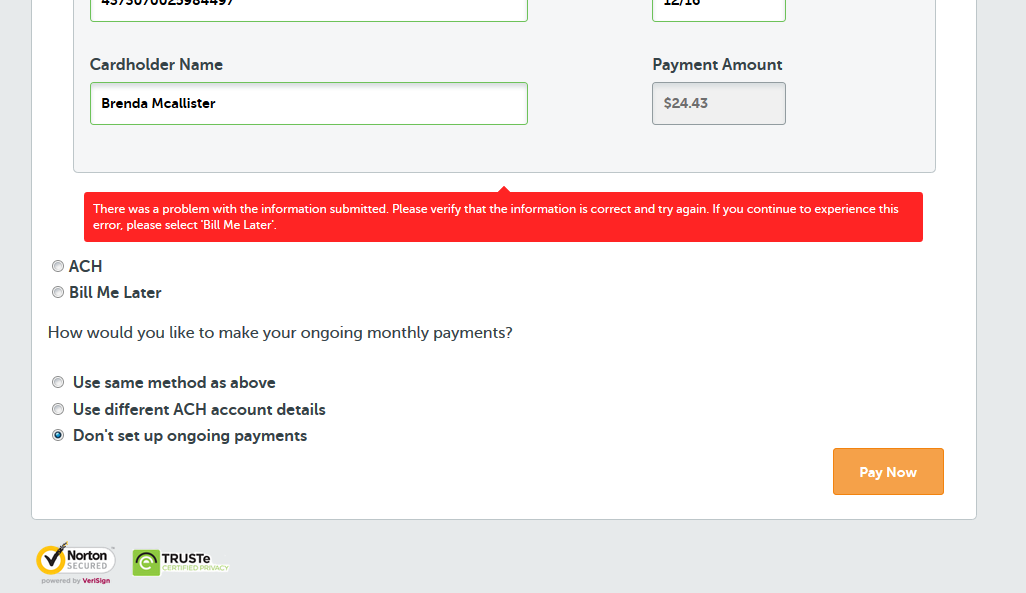 12/16
Cardholder Name
Payment Amount
Brenda Mcallister
$24.43
There was a problem with the information submitted. Please verify that the information is correct and try again. If you continue to experience this
error, please select 'Bill Me Later'.
ACH
Bill Me Later
How would you like to make your ongoing monthly payments?
Use same method as above
Use different ACH account details
Don't set up ongoing payments
Pay Now
Norton
SECURED
powered by VeriSign
TRUSTe
CERTIFIED PRIVACY